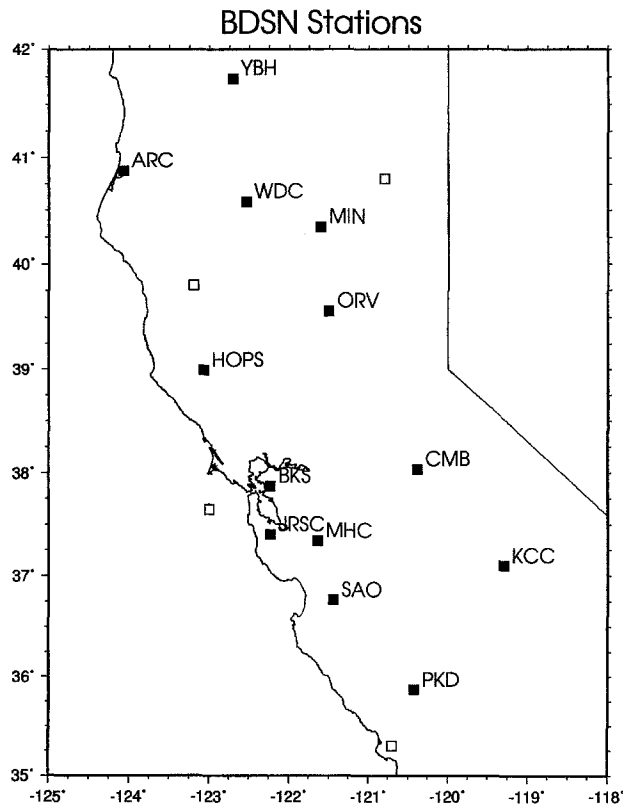 BDSN Stations
42°
YBH
41°
ARC
WDC
MIN
40°
ORV
39°
HOPS
CMB
38°
BKS
JRSC
MHC
37°
KCC
SAO
36°
PKD
35°
-125° -124° -123° -122° -121° -120° -119° -118°